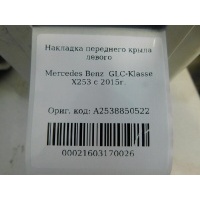 Накладка переднего крыла
левого
Mercedes Benz GLC-Klasse
X253 с 2015г.
Ориг. код: A2538850522
00021603170026